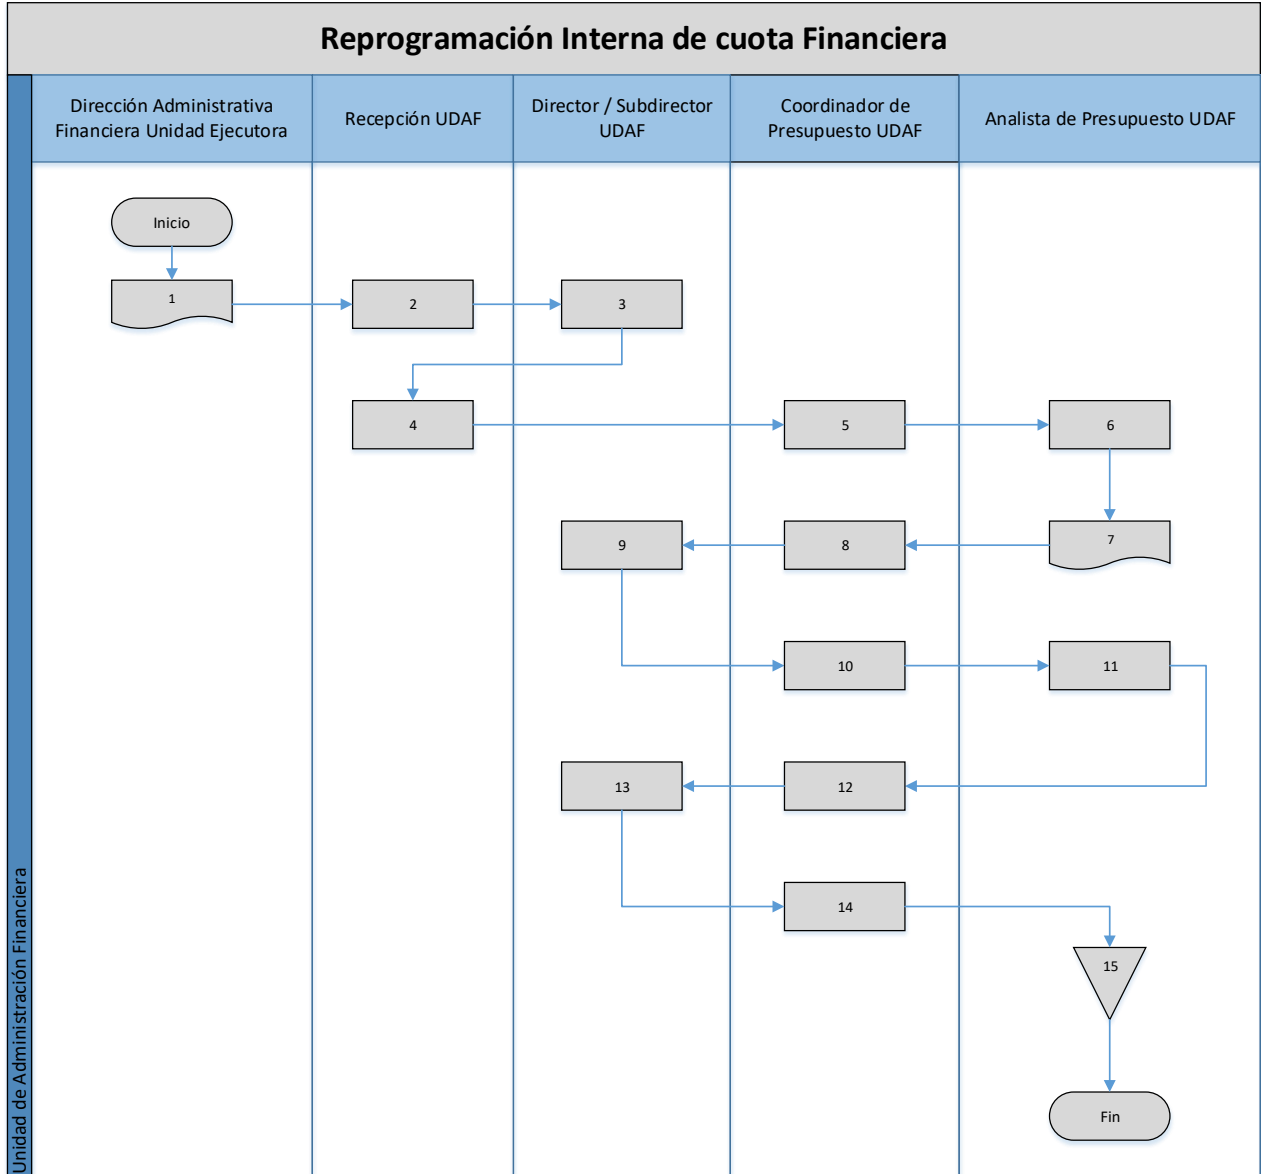 Reprogramación Interna de cuota Financiera
Dirección Administrativa
Financiera Unidad Ejecutora
Recepción UDAF
Director / Subdirector
UDAF
Coordinador de
Presupuesto UDAF
Analista de Presupuesto UDAF
Inicio
1
2
3
4
5
6
9
8
7
10
11
13
12
14
15
Fin
Unidad de Administración Financiera